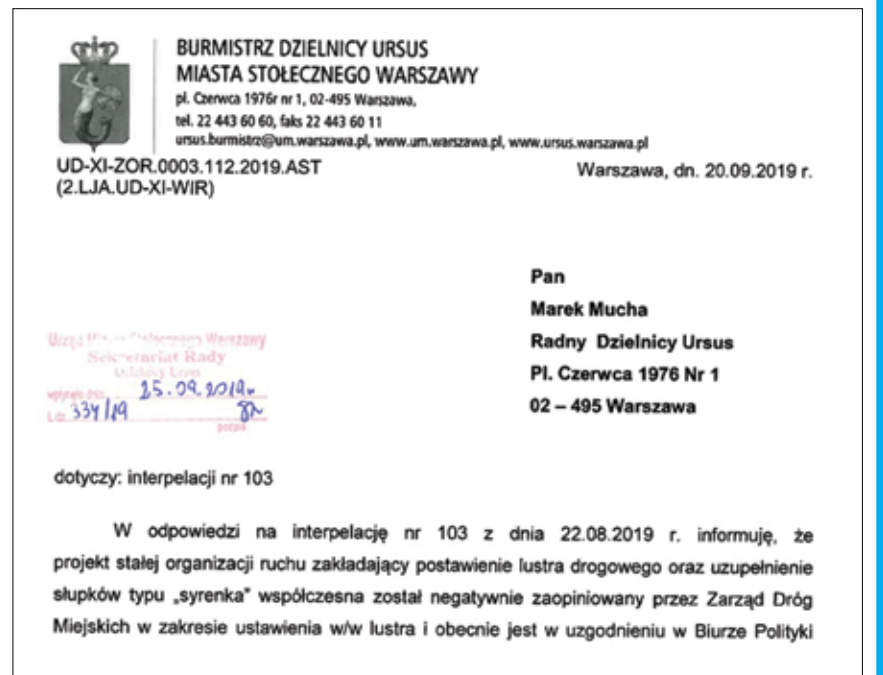 BURMISTRZ DZIELNICY URSUS
MIASTA STOŁECZNEGO WARSZAWY
pl. Czerwca 1976r nr 1, 02-495 Warszawa,
tel. 22 443 60 60, faks 22 443 60 11
ursus.burmistrz@um.warszawa.pl, www.um.warszawa.pl, www.ursus.warszawa.pl
UD-XI-ZOR.0003.112.2019.AST
(2.LJA.UD-XI-WIR)
Warszawa, dn. 20.09.2019 r.
Pan
Marek Mucha
Radny Dzielnicy Ursus
Pl. Czerwca 1976 Nr 1
02 – 495 Warszawa
Urząd Warszawy
Sekretariat Rady
25.09.2019
334/19
podpis
dotyczy: interpelacji nr 103
W odpowiedzi na interpelację nr 103 z dnia 22.08.2019 r. informuję, że
projekt stałej organizacji ruchu zakładający postawienie lustra drogowego oraz uzupełnienie
słupków typu „syrenka" współczesna został negatywnie zaopiniowany przez Zarząd Dróg
Miejskich w zakresie ustawienia w/w lustra i obecnie jest w uzgodnieniu w Biurze Polityki